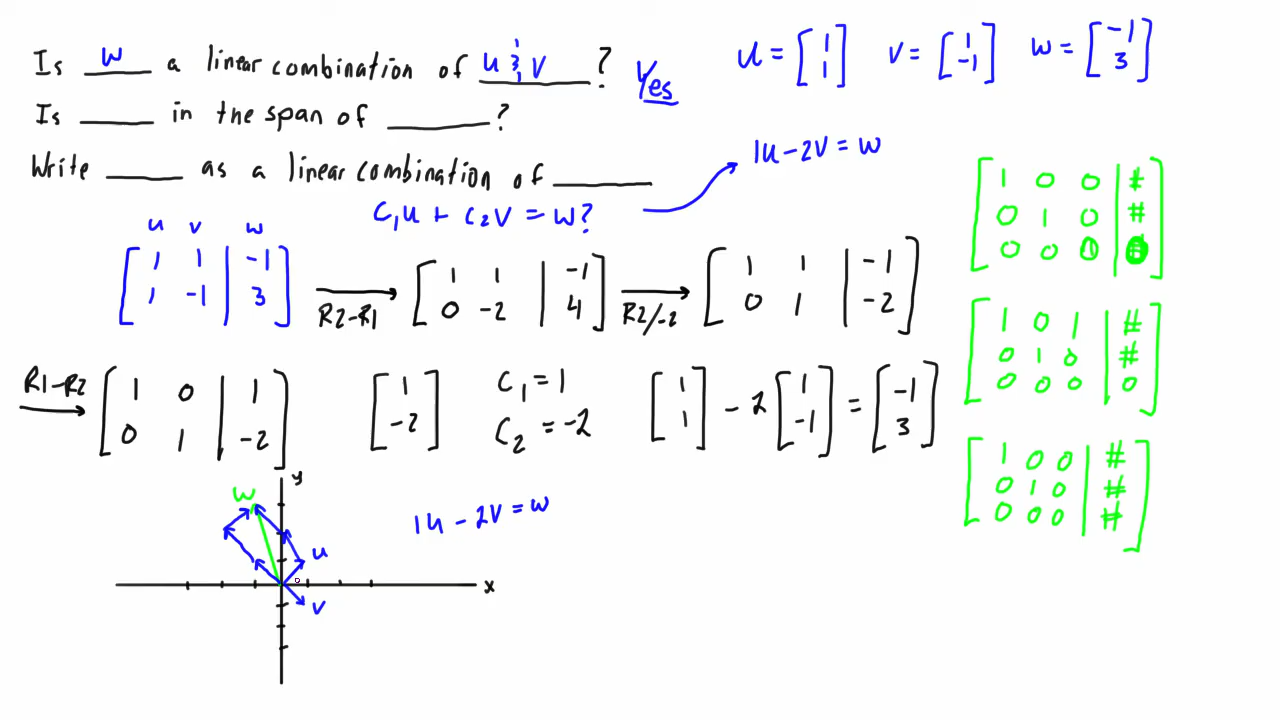 Is w a linear combination of u & v ? Yes
u = [1 1] v = [1 -1] w = [-1 3]
Is ____ in the span of ____ ?
1u - 2v = w
Write ____ as a linear combination of ____
c₁u + c₂v = w?
u v w
[1 1 | -1
1 -1 | 3]
R2-R1
[1 1 | -1
0 -2 | 4]
R2/-2
[1 1 | -1
0 1 | -2]
R1-R2
[1 0 | 1
0 1 | -2]
[1 -2]
C₁ = 1
C₂ = -2
[1 1] - 2 [1 -1] = [-1 3]
[1 0 0 | #
0 1 0 | #
0 0 0 |
[1 0 1 | #
0 1 0 | #
0 0 0 | 0]
[1 0 0 | #
0 1 0 | #
0 0 0 | #]
y
w
1u - 2v = w
u
x
v